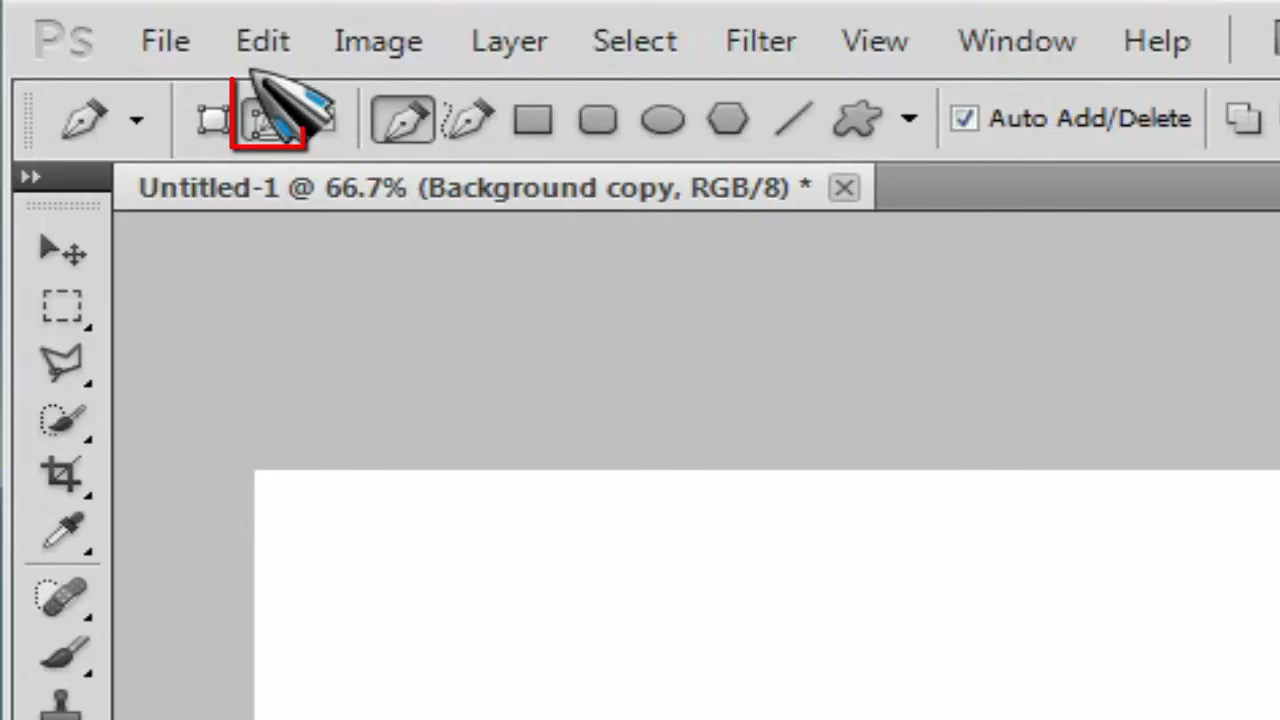 Ps File Edit Image Layer Select Filter View Window Help
Auto Add/Delete
Untitled-1 @ 66.7% (Background copy, RGB/8) *